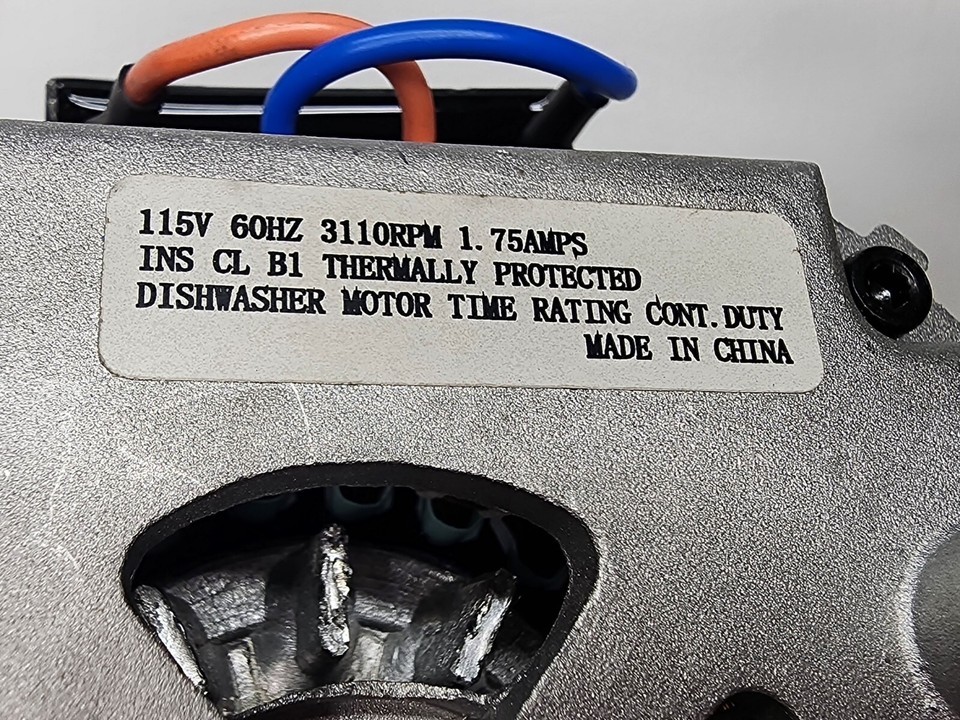 115V 60HZ 3110RPM 1.75AMPS
INS CL B1 THERMALLY PROTECTED
DISHWASHER MOTOR TIME RATING CONT.DUTY
MADE IN CHINA